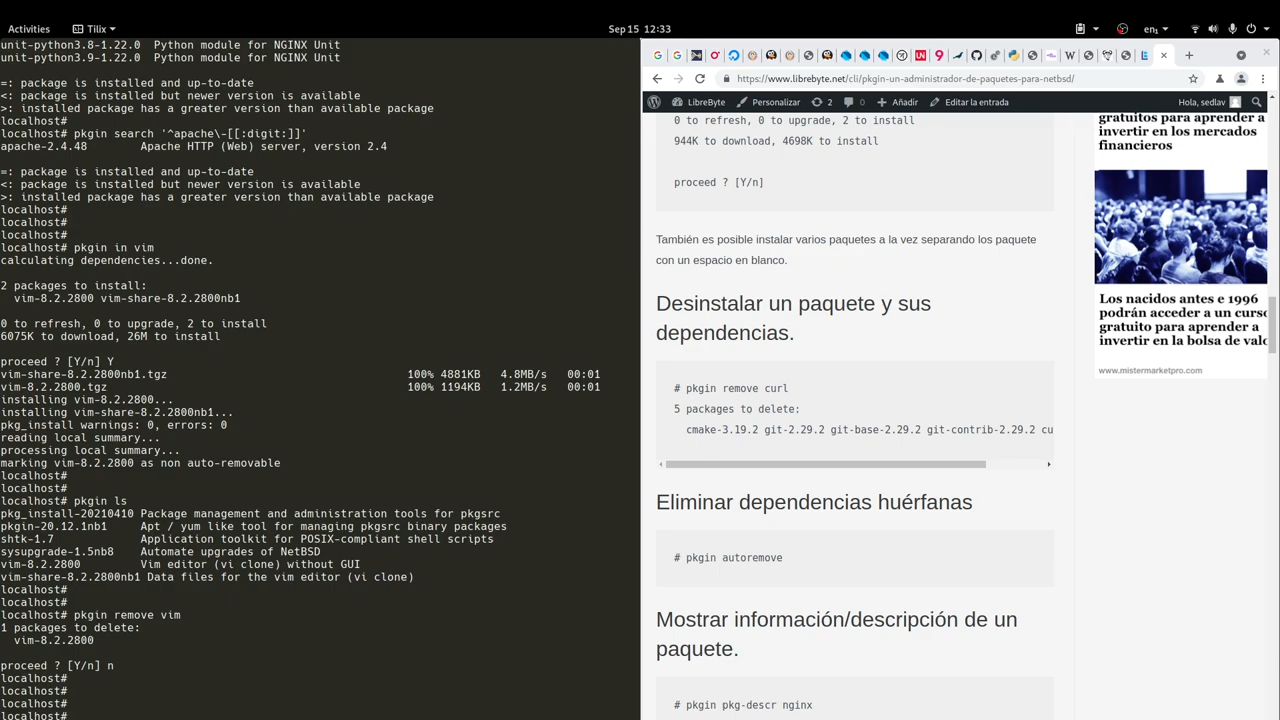 Activities
Tilix
Sep 15 12:33
en₁
unit-python3.8-1.22.0  Python module for NGINX Unit
unit-python3.9-1.22.0  Python module for NGINX Unit
=: package is installed and up-to-date
<: package is installed but newer version is available
>: installed package has a greater version than available package
localhost#
localhost# pkgin search '^apache\-[[:digit:]]'
apache-2.4.48        Apache HTTP (Web) server, version 2.4
=: package is installed and up-to-date
<: package is installed but newer version is available
>: installed package has a greater version than available package
localhost#
localhost#
localhost#
localhost# pkgin in vim
calculating dependencies...done.
2 packages to install:
  vim-8.2.2800 vim-share-8.2.2800nb1
0 to refresh, 0 to upgrade, 2 to install
6075K to download, 26M to install
proceed ? [Y/n] Y
vim-share-8.2.2800nb1.tgz                                      100% 4881KB   4.8MB/s   00:01
vim-8.2.2800.tgz                                               100% 1194KB   1.2MB/s   00:01
installing vim-8.2.2800...
installing vim-share-8.2.2800nb1...
pkg_install warnings: 0, errors: 0
reading local summary...
processing local summary...
marking vim-8.2.2800 as non auto-removable
localhost#
localhost#
localhost# pkgin ls
pkg_install-20210410 Package management and administration tools for pkgsrc
pkgin-20.12.1nb1     Apt / yum like tool for managing pkgsrc binary packages
shtk-1.7             Application toolkit for POSIX-compliant shell scripts
sysupgrade-1.5nb8    Automate upgrades of NetBSD
vim-8.2.2800         Vim editor (vi clone) without GUI
vim-share-8.2.2800nb1 Data files for the vim editor (vi clone)
localhost#
localhost#
localhost# pkgin remove vim
1 packages to delete:
  vim-8.2.2800
proceed ? [Y/n] n
localhost#
localhost#
localhost#
localhost#
https://www.librebyte.net/cli/pkgin-un-administrador-de-paquetes-para-netbsd/
LibreByte
Personalizar
2
0
Añadir
Editar la entrada
Hola, sedlav
0 to refresh, 0 to upgrade, 2 to install
944K to download, 4698K to install
proceed ? [Y/n]
También es posible instalar varios paquetes a la vez separando los paquete
con un espacio en blanco.
Desinstalar un paquete y sus
dependencias.
# pkgin remove curl
5 packages to delete:
  cmake-3.19.2 git-2.29.2 git-base-2.29.2 git-contrib-2.29.2 cu
Eliminar dependencias huérfanas
# pkgin autoremove
Mostrar información/descripción de un
paquete.
# pkgin pkg-descr nginx
gratuitos para aprender a
invertir en los mercados
financieros
Los nacidos antes e 1996
podrán acceder a un curso
gratuito para aprender a
invertir en la bolsa de valo
www.mistermarketpro.com